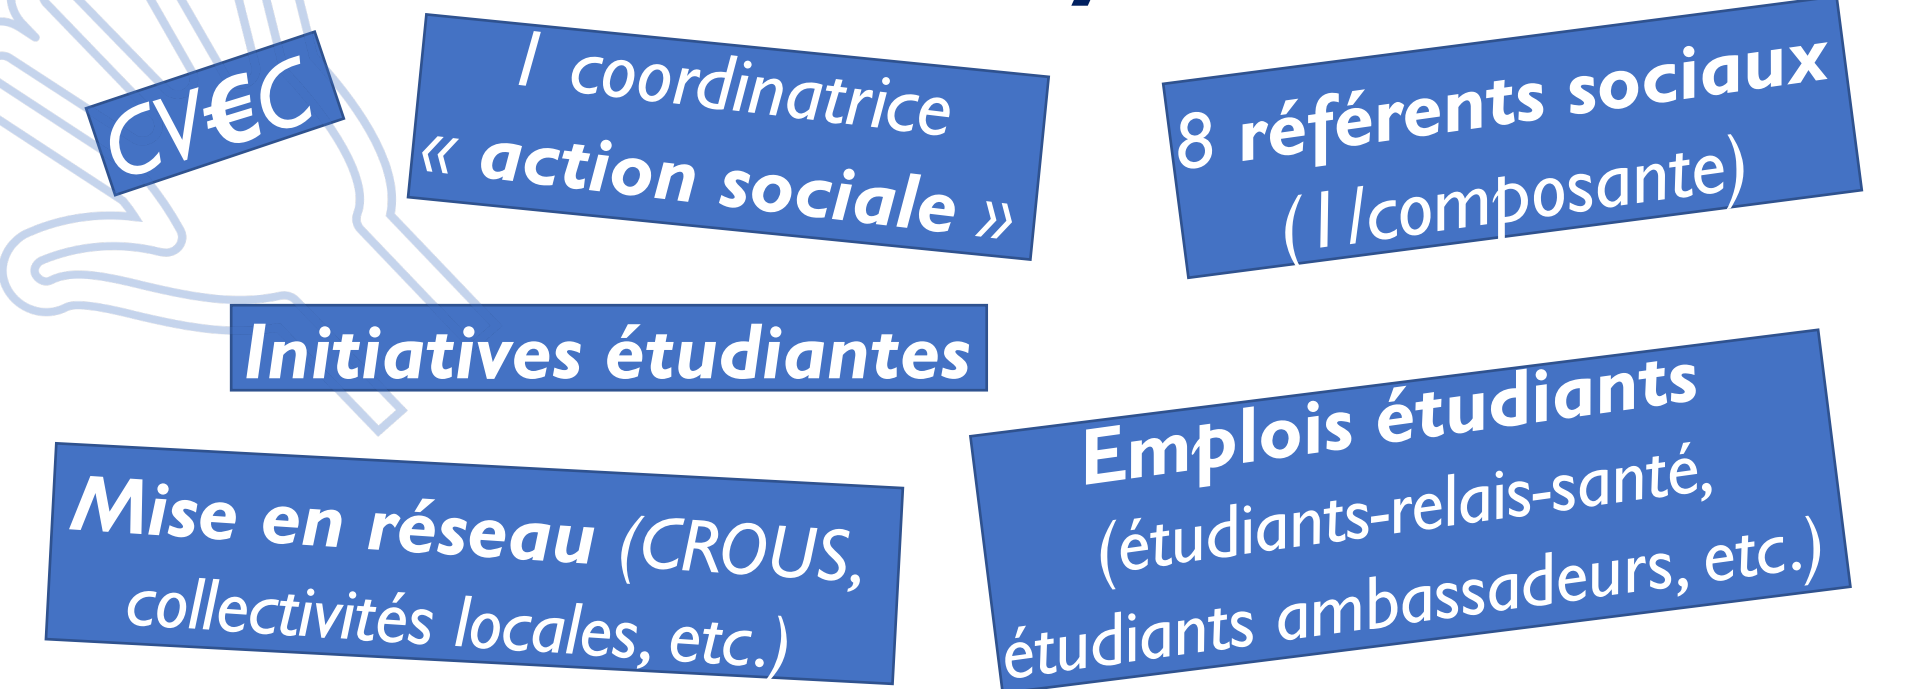 CV€C
1 coordinatrice
« action sociale »
8 référents sociaux
(1/composante)
Initiatives étudiantes
Mise en réseau (CROUS,
collectivités locales, etc.)
Emplois étudiants
(étudiants-relais-santé,
étudiants ambassadeurs, etc.)